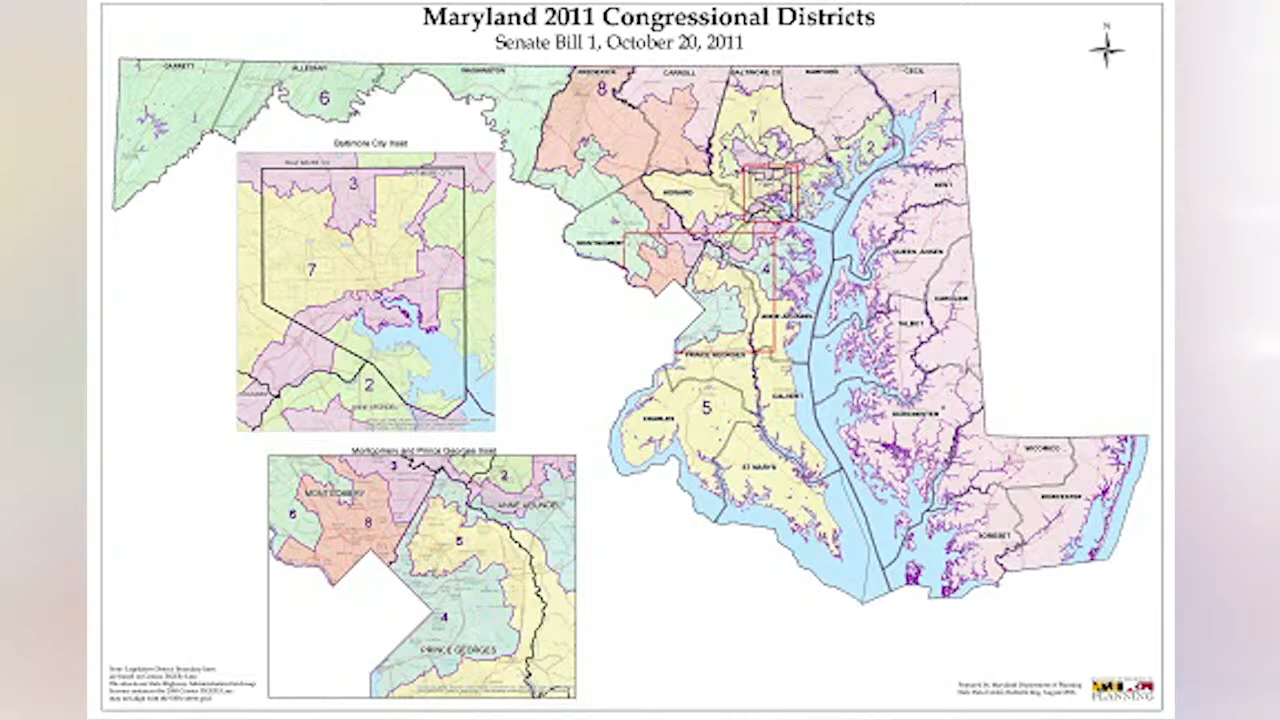 Maryland 2011 Congressional Districts
Senate Bill 1, October 20, 2011
N
GARRETT
ALLEGANY
WASHINGTON
FREDERICK
CARROLL
BALTIMORE CO
HARFORD
CECIL
6
8
7
1
2
Baltimore City Inset
3
7
2
HOWARD
KENT
MONTGOMERY
QUEEN ANNES
4
CAROLINE
ANNE ARUNDEL
TALBOT
PRINCE GEORGES
CALVERT
5
CHARLES
DORCHESTER
ST MARYS
WICOMICO
WORCESTER
SOMERSET
Montgomery and Prince Georges Inset
3
2
MONTGOMERY
ANNE ARUNDEL
6
8
5
4
PRINCE GEORGES
PLANNING